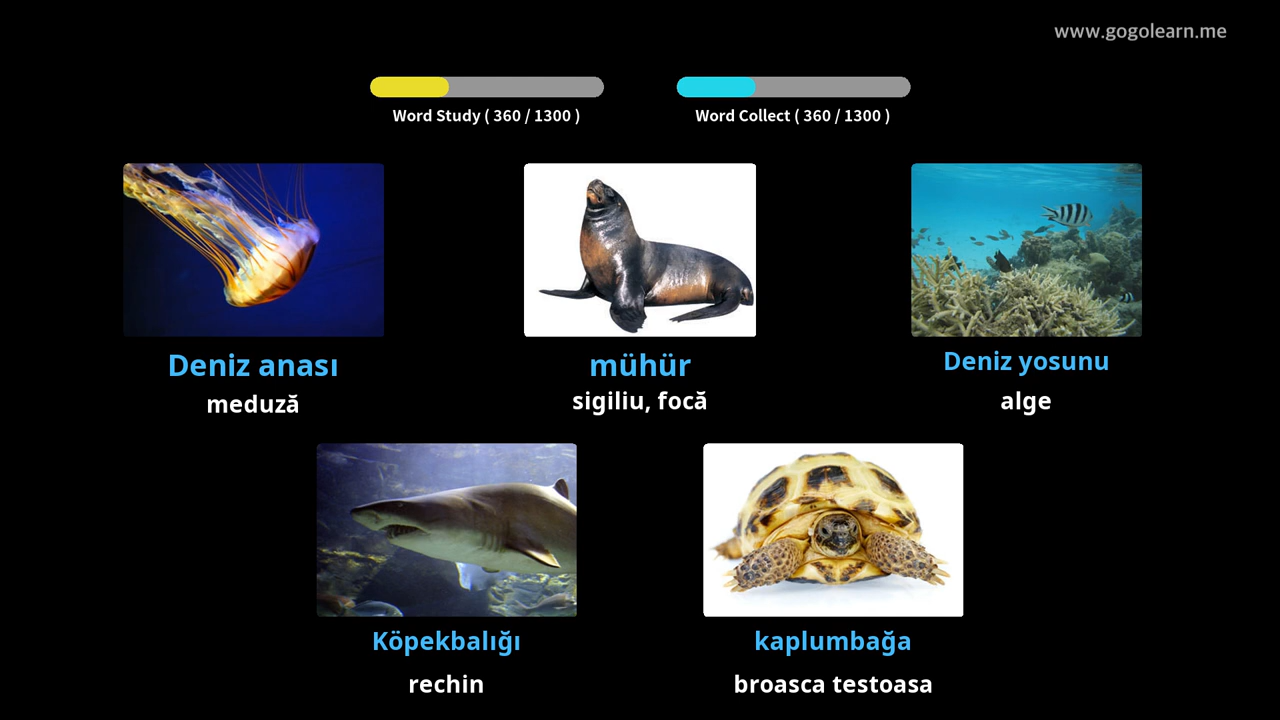 www.gogolearn.me
Word Study ( 360 / 1300 )
Word Collect ( 360 / 1300 )
Deniz anası
meduză
mühür
sigiliu, focă
Deniz yosunu
alge
Köpekbalığı
rechin
kaplumbağa
broasca testoasa